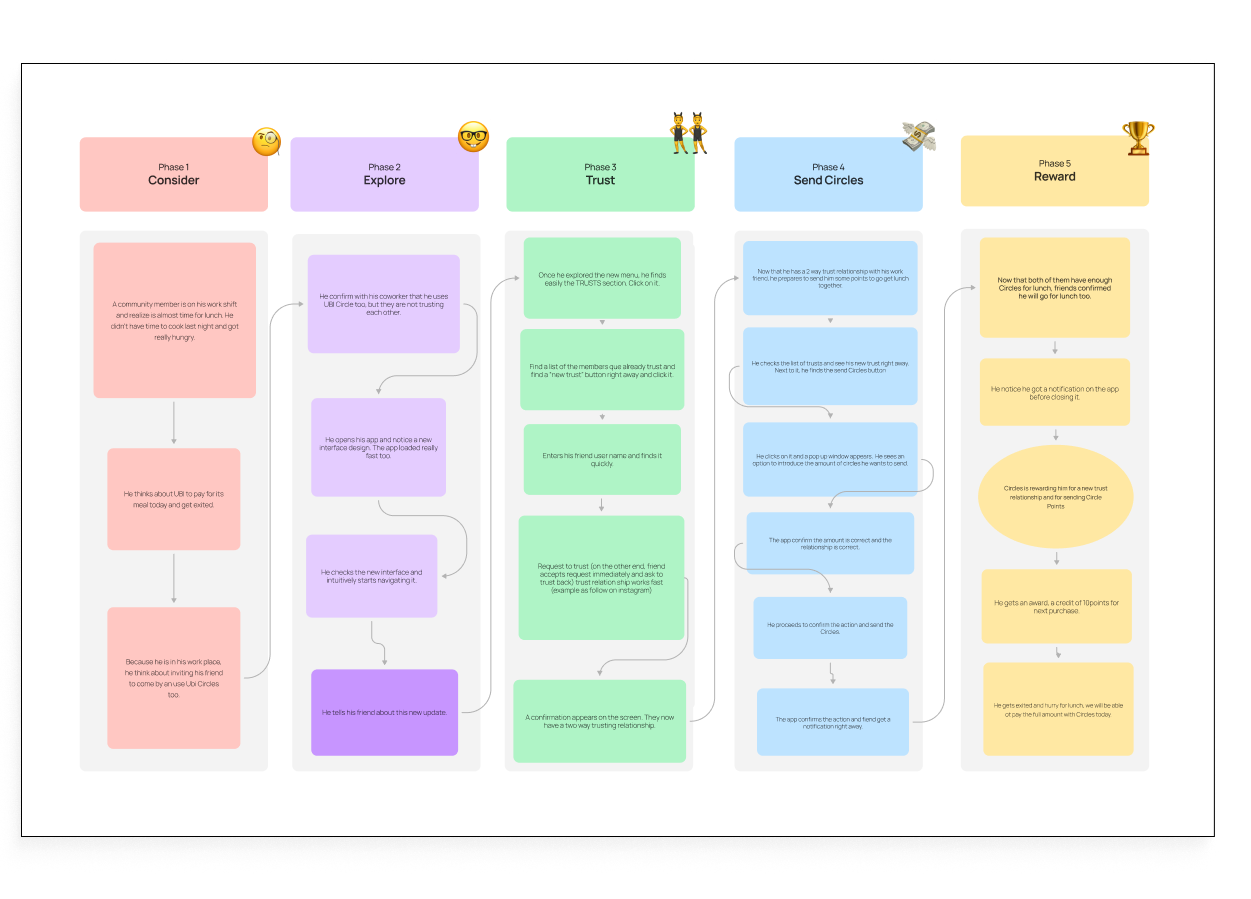 Phase 1
Consider
Phase 2
Explore
Phase 3
Trust
Phase 4
Send Circles
Phase 5
Reward
A community member is on his work shift
and realize is almost time for lunch. He
didn't have time to cook last night and got
really hungry.
He thinks about UBI to pay for its
meal today and get exited.
Because he is in his work place,
he think about inviting his friend
to come by an use Ubi Circles
too.
He confirm with his coworker that he uses
UBI Circle too, but they are not trusting
each other.
He opens his app and notice a new
interface design. The app loaded really
fast too.
He checks the new interface and
intuitively starts navigating it.
He tells his friend about this new update.
Once he explored the new menu, he finds
easily the TRUSTS section. Click on it.
Find a list of the members que already trust and
find a "new trust" button right away and click it.
Enters his friend user name and finds it
quickly.
Request to trust (on the other end, friend
accepts request immediately and ask to
trust back) trust relation ship works fast
(example as follow on instagram)
A confirmation appears on the screen. They now
have a two way trusting relationship.
Now that he has a 2 way trust relationship with his work
friend, he prepares to send him some points to go get lunch
together.
He checks the list of trusts and see his new trust right away.
Next to it, he finds the send Circles button
He clicks on it and a pop up window appears. He sees an
option to introduce the amount of circles he wants to send.
The app confirm the amount is correct and the
relationship is correct.
He proceeds to confirm the action and send the
Circles.
The app confirms the action and fiend get a
notification right away.
Now that both of them have enough
Circles for lunch, friends confirmed
he will go for lunch too.
He notice he got a notification on the app
before closing it.
Circles is rewarding him for a new trust
relationship and for sending Circle
Points
He gets an award, a credit of 10points for
next purchase.
He gets exited and hurry for lunch, we will be able
ot pay the full amount with Circles today.